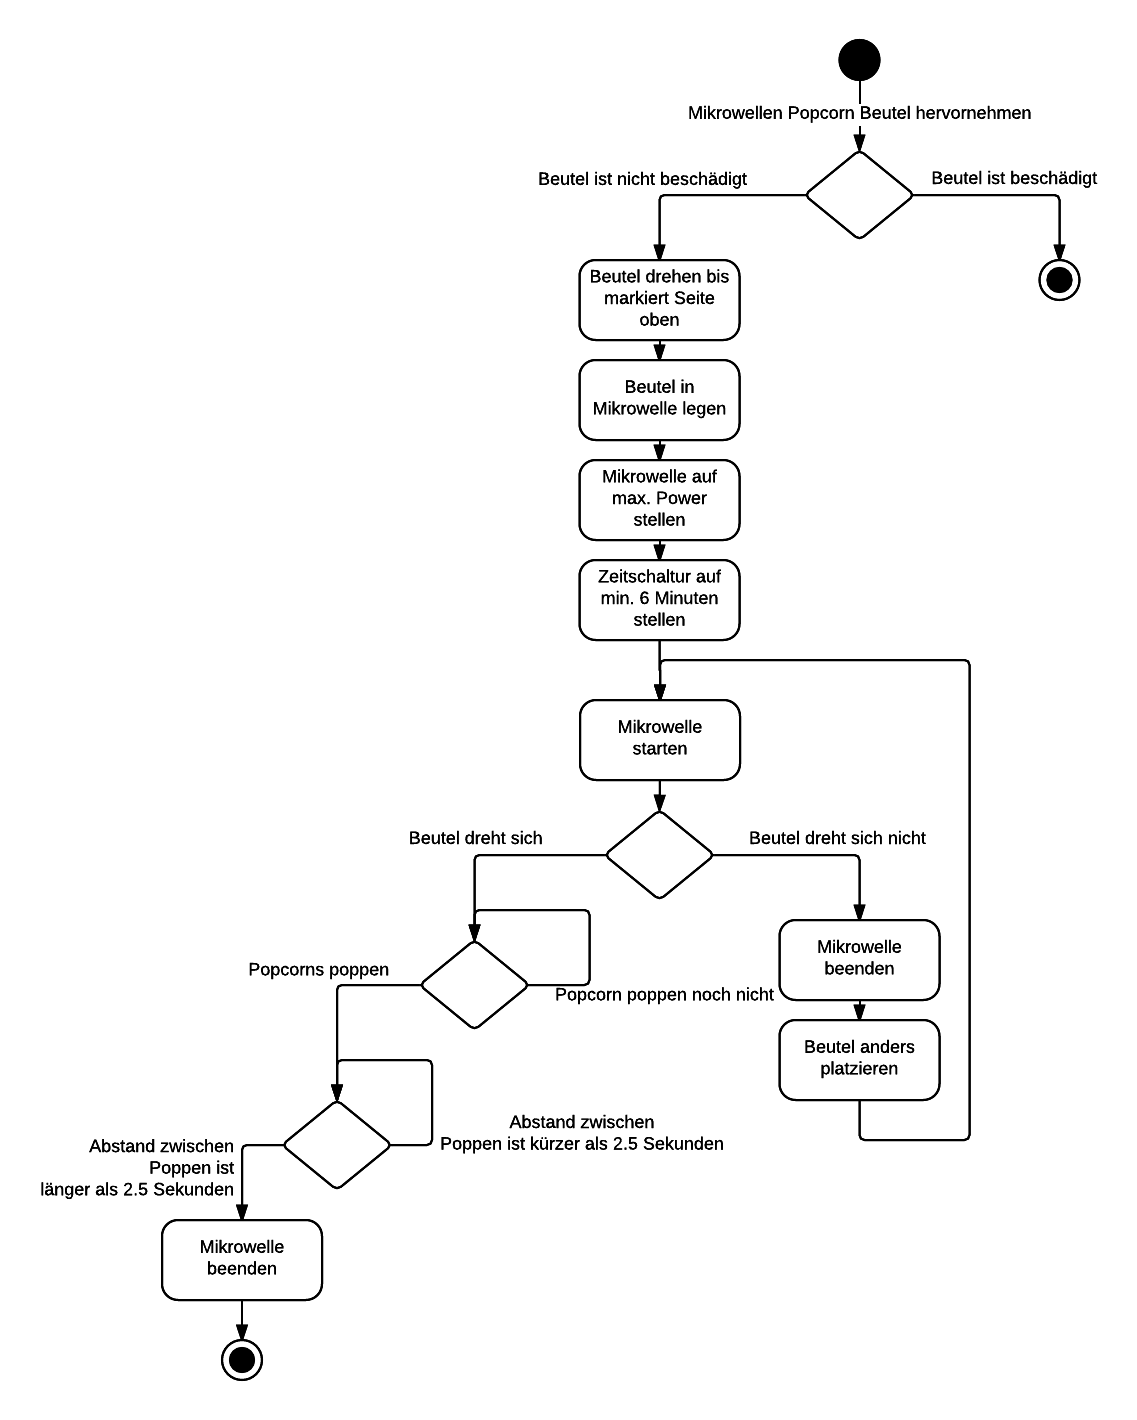 Mikrowellen Popcorn Beutel hervornehmen
Beutel ist nicht beschädigt
Beutel ist beschädigt
Beutel drehen bis
markiert Seite
oben
Beutel in
Mikrowelle legen
Mikrowelle auf
max. Power
stellen
Zeitschaltur auf
min. 6 Minuten
stellen
Mikrowelle
starten
Beutel dreht sich
Beutel dreht sich nicht
Mikrowelle
beenden
Popcorns poppen
Popcorn poppen noch nicht
Beutel anders
platzieren
Abstand zwischen
Poppen ist kürzer als 2.5 Sekunden
Abstand zwischen
Poppen ist
länger als 2.5 Sekunden
Mikrowelle
beenden